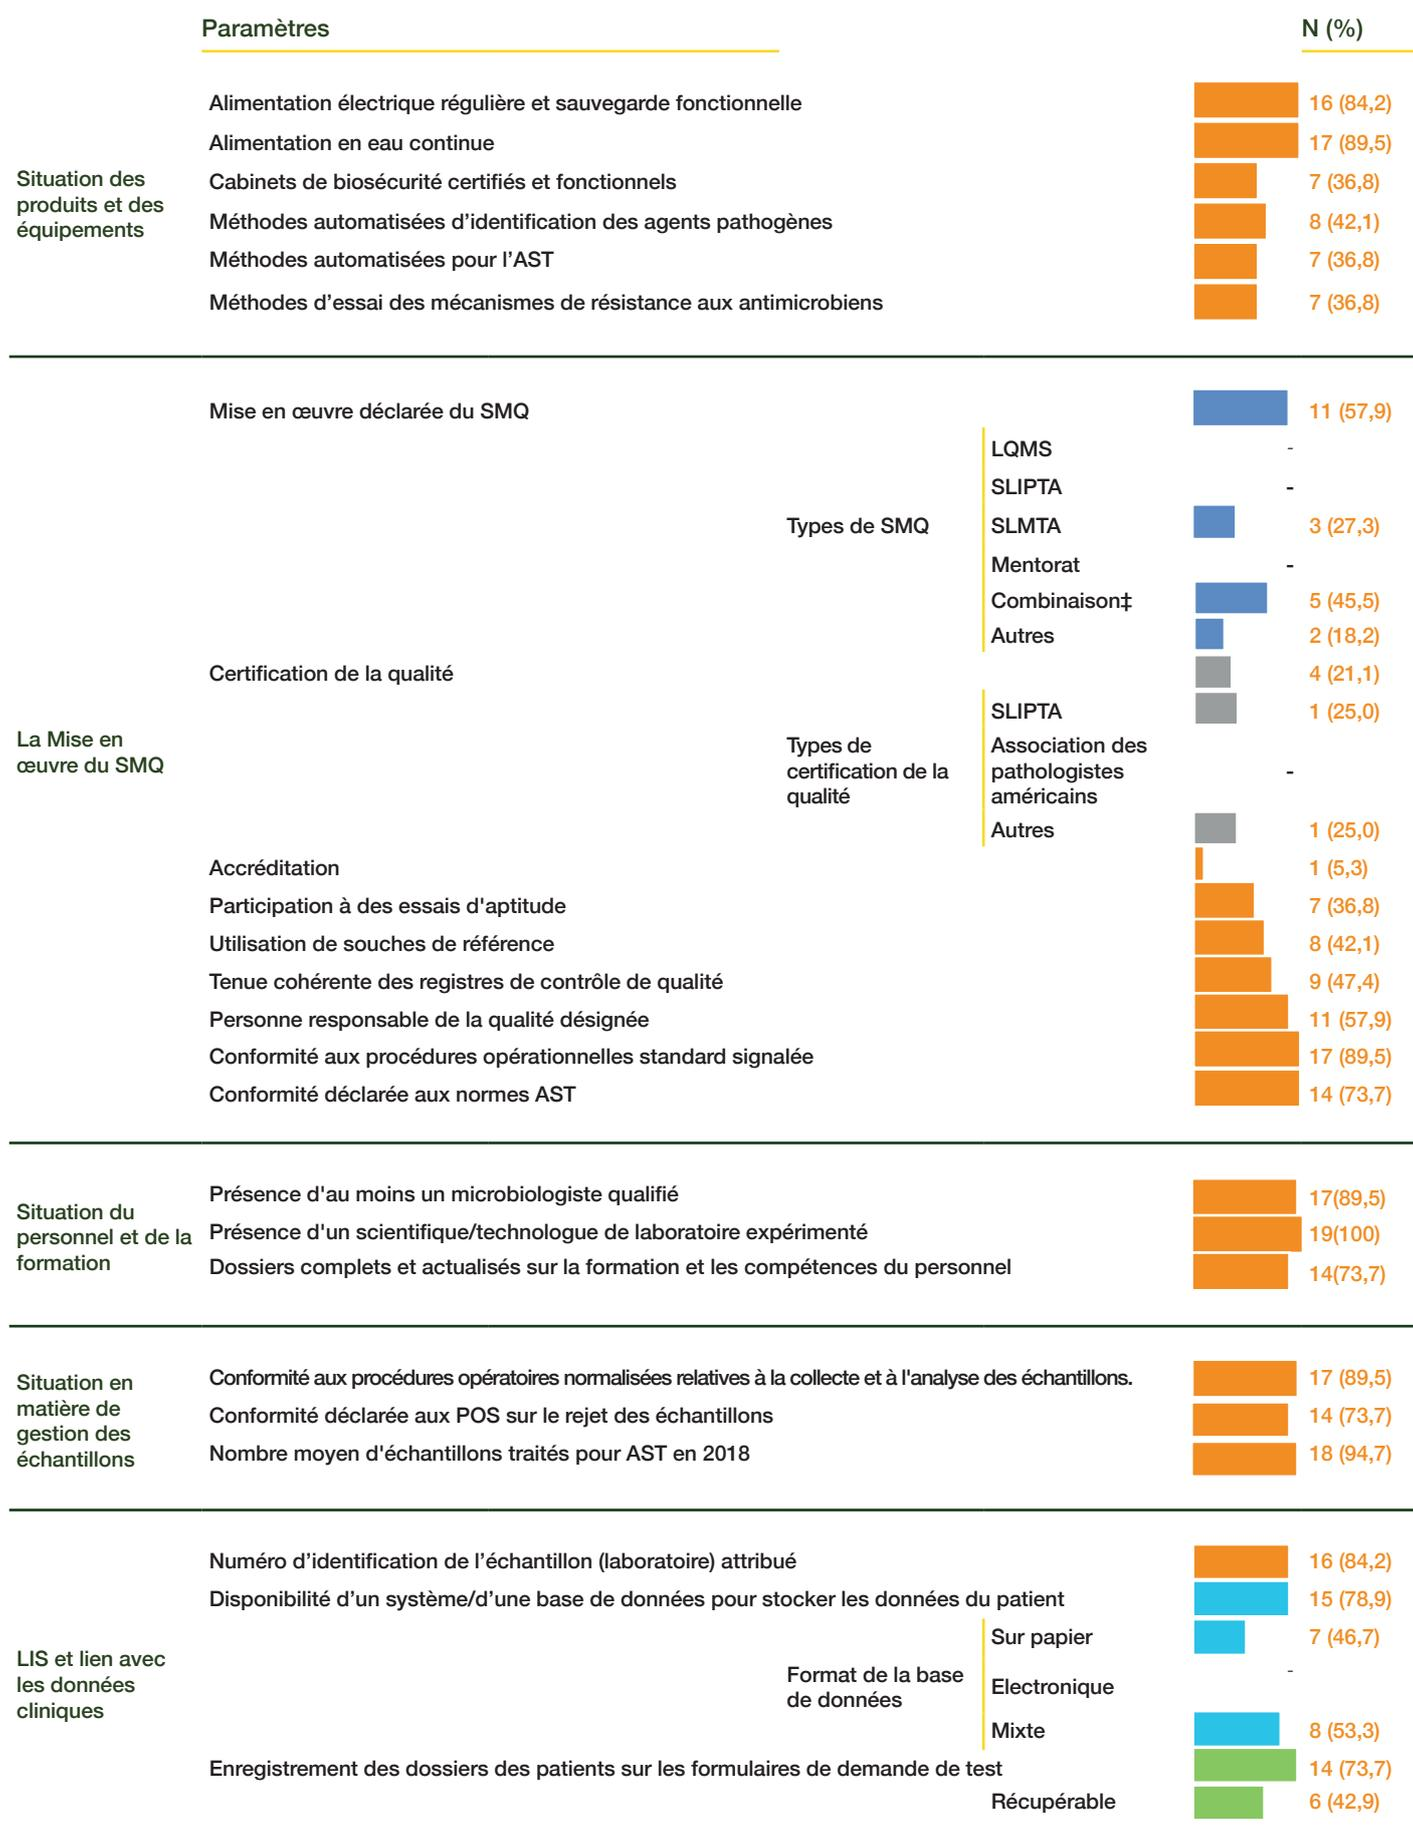 Paramètres N (%)
Situation des
produits et des
équipements
Alimentation électrique régulière et sauvegarde fonctionnelle 16 (84,2)
Alimentation en eau continue 17 (89,5)
Cabinets de biosécurité certifiés et fonctionnels 7 (36,8)
Méthodes automatisées d’identification des agents pathogènes 8 (42,1)
Méthodes automatisées pour l’AST 7 (36,8)
Méthodes d’essai des mécanismes de résistance aux antimicrobiens 7 (36,8)
La Mise en
œuvre du SMQ
Mise en œuvre déclarée du SMQ 11 (57,9)
Types de SMQ
LQMS -
SLIPTA -
SLMTA 3 (27,3)
Mentorat -
Combinaison‡ 5 (45,5)
Autres 2 (18,2)
Certification de la qualité 4 (21,1)
Types de
certification de la
qualité
SLIPTA 1 (25,0)
Association des
pathologistes -
américains
Autres 1 (25,0)
Accréditation 1 (5,3)
Participation à des essais d'aptitude 7 (36,8)
Utilisation de souches de référence 8 (42,1)
Tenue cohérente des registres de contrôle de qualité 9 (47,4)
Personne responsable de la qualité désignée 11 (57,9)
Conformité aux procédures opérationnelles standard signalée 17 (89,5)
Conformité déclarée aux normes AST 14 (73,7)
Situation du
personnel et de la
formation
Présence d'au moins un microbiologiste qualifié 17(89,5)
Présence d'un scientifique/technologue de laboratoire expérimenté 19(100)
Dossiers complets et actualisés sur la formation et les compétences du personnel 14(73,7)
Situation en
matière de
gestion des
échantillons
Conformité aux procédures opératoires normalisées relatives à la collecte et à l'analyse des échantillons. 17 (89,5)
Conformité déclarée aux POS sur le rejet des échantillons 14 (73,7)
Nombre moyen d'échantillons traités pour AST en 2018 18 (94,7)
LIS et lien avec
les données
cliniques
Numéro d’identification de l’échantillon (laboratoire) attribué 16 (84,2)
Disponibilité d’un système/d’une base de données pour stocker les données du patient 15 (78,9)
Format de la base
de données
Sur papier 7 (46,7)
Electronique -
Mixte 8 (53,3)
Enregistrement des dossiers des patients sur les formulaires de demande de test 14 (73,7)
Récupérable 6 (42,9)